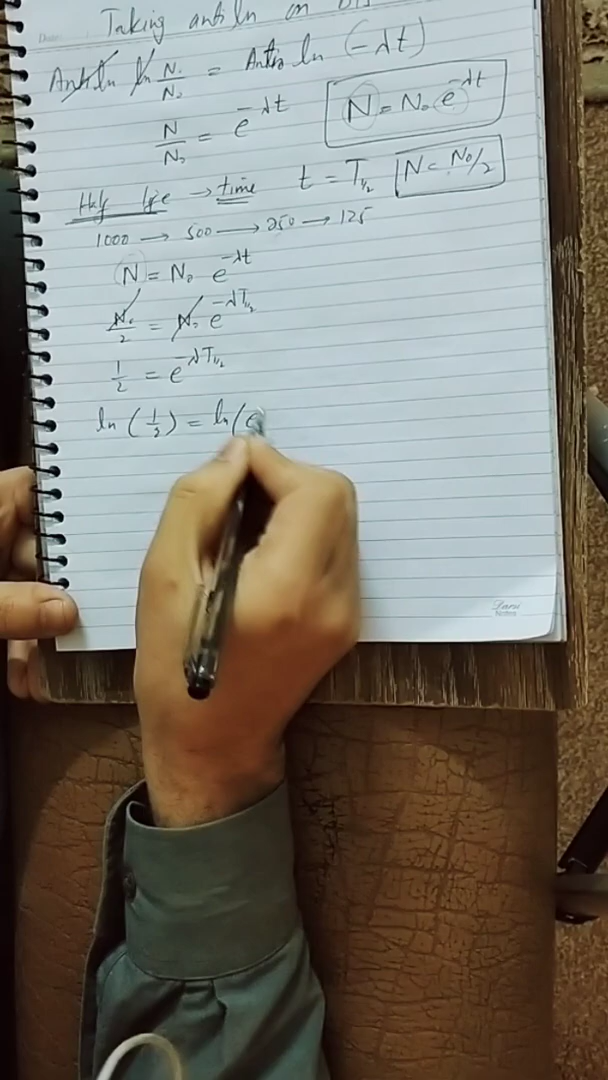 Taking anti ln on
Anti ln ln N₀/N₀ = Anti ln (-λt)
N/N₀ = e^-λt    N = N₀ e^-λt
Half life → time    t = T½    N = N₀/2
1000 → 500 → 250 → 125
N = N₀ e^-λt
N₀/2 = N₀ e^-λT½
1/2 = e^-λT½
ln (1/2) = ln (e